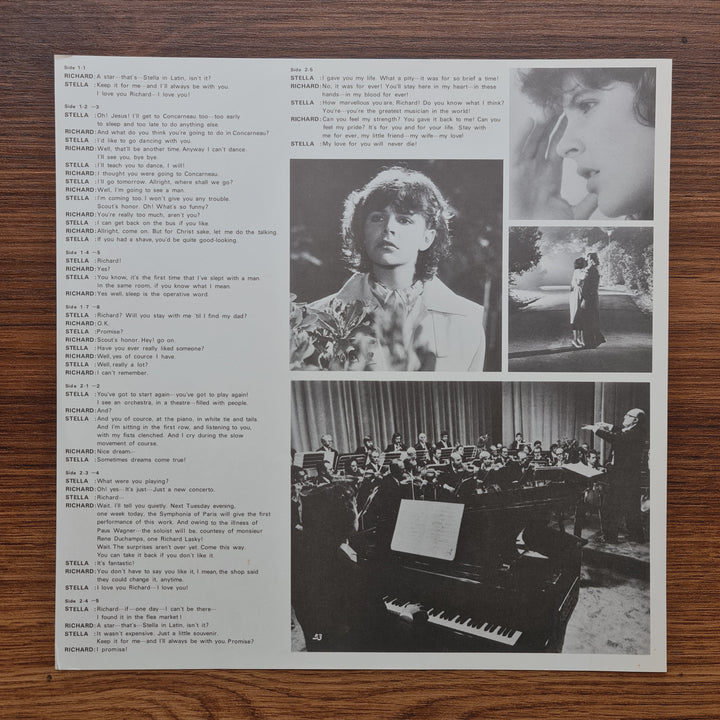 Side 1-1
RICHARD: A star--that's--Stella in Latin, isn't it?
STELLA :Keep it for me--and I'll always be with you.
I love you Richard--I love you!
Side 1-2 →3
STELLA :Oh! Jesus! I'll get to Concarneau too--too early
to sleep and too late to do anything else.
RICHARD: And what do you think you're going to do in Concarneau?
STELLA :I'd like to go dancing with you.
RICHARD: Well, that'll be another time. Anyway I can't dance.
I'll see you, bye bye.
STELLA :I'll teach you to dance, I will!
RICHARD: I thought you were going to Concarneau.
STELLA :I'll go tomorrow. Allright, where shall we go?
RICHARD: Well, I'm going to see a man.
STELLA :I'm coming too. I won't give you any trouble.
Scout's honor. Oh! What's so funny?
RICHARD: You're really too much, aren't you?
STELLA :I can get back on the bus if you like.
RICHARD: Allright, come on. But for Christ sake, let me do the talking.
STELLA :if you had a shave, you'd be quite good-looking.
Side 1-4 →5
STELLA :Richard!
RICHARD: Yes?
STELLA :You know, it's the first time that I've slept with a man.
In the same room, if you know what I mean.
RICHARD: Yes well, sleep is the operative word.
Side 1-7 →8
STELLA :Richard? Will you stay with me 'til I find my dad?
RICHARD: O.K.
STELLA :Promise?
RICHARD: Scout's honor. Hey! go on.
STELLA :Have you ever really liked someone?
RICHARD: Well, yes of cource I have.
STELLA :Well, really a lot?
RICHARD: I can't remember.
Side 2-1 →2
STELLA :You've got to start again--you've got to play again!
I see an orchestra, in a theatre--filled with people.
RICHARD: And?
STELLA :And you of cource, at the piano, in white tie and tails.
And I'm sitting in the first row, and listening to you,
with my fists clenched. And I cry during the slow
movement of course.
RICHARD: Nice dream--
STELLA :Sometimes dreams come true!
Side 2-3 →4
STELLA :What were you playing?
RICHARD: Oh! yes--It's just--Just a new concerto.
STELLA :Richard--
RICHARD: Wait. I'll tell you quietly. Next Tuesday evening,
one week today, the Symphonia of Paris will give the first
performance of this work. And owing to the illness of
Paus Wagner--the soloist will be, courtesy of monsieur
Rene Duchamps, one Richard Lasky!
Wait. The surprises aren't over yet. Come this way.
You can take it back if you don't like it.
STELLA :It's fantastic!
RICHARD: You don't have to say you like it, I mean, the shop said
they could change it, anytime.
STELLA :I love you Richard--I love you!
Side 2-4 →5
STELLA :Richard--if--one day--I can't be there--
I found it in the flea market!
RICHARD: A star--that's--Stella in Latin, isn't it?
STELLA :It wasn't expensive. Just a little souvenir.
Keep it for me--and I'll always be with you. Promise?
RICHARD: I promise!
Side 2-5
STELLA :I gave you my life. What a pity--it was for so brief a time!
RICHARD: No, it was for ever! You'll stay here in my heart--in these
hands--in my blood for ever!
STELLA :How marvellous you are, Richard! Do you know what I think?
You're--you're the greatest musician in the world!
RICHARD: Can you feel my strength? You gave it back to me! Can you
feel my pride? It's for you and for your life. Stay with
me for ever, my little friend--my wife--my love!
STELLA :My love for you will never die!